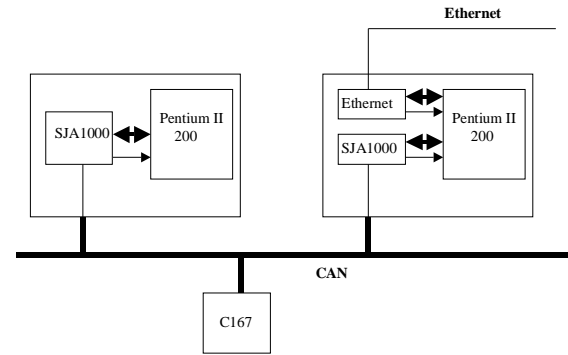 Ethernet
Ethernet
Pentium II
200
SJA1000
Pentium II
200
SJA1000
CAN
C167